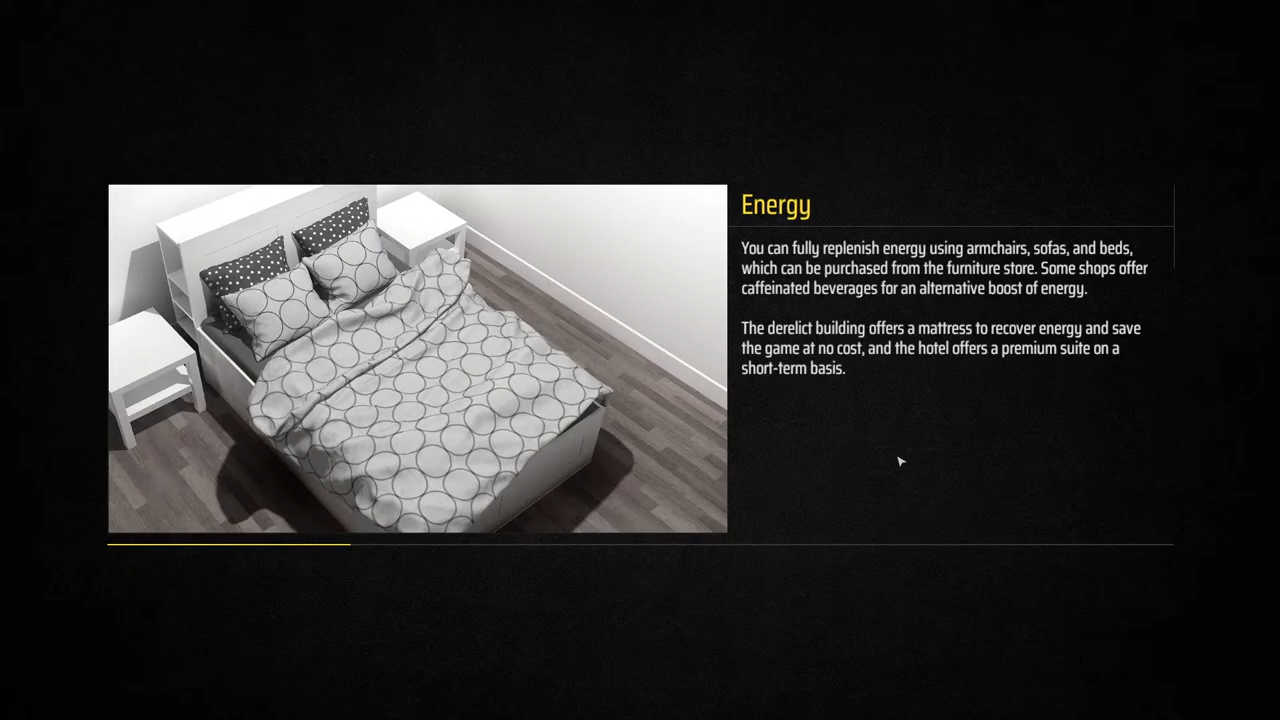 Energy
You can fully replenish energy using armchairs, sofas, and beds,
which can be purchased from the furniture store. Some shops offer
caffeinated beverages for an alternative boost of energy.
The derelict building offers a mattress to recover energy and save
the game at no cost, and the hotel offers a premium suite on a
short-term basis.